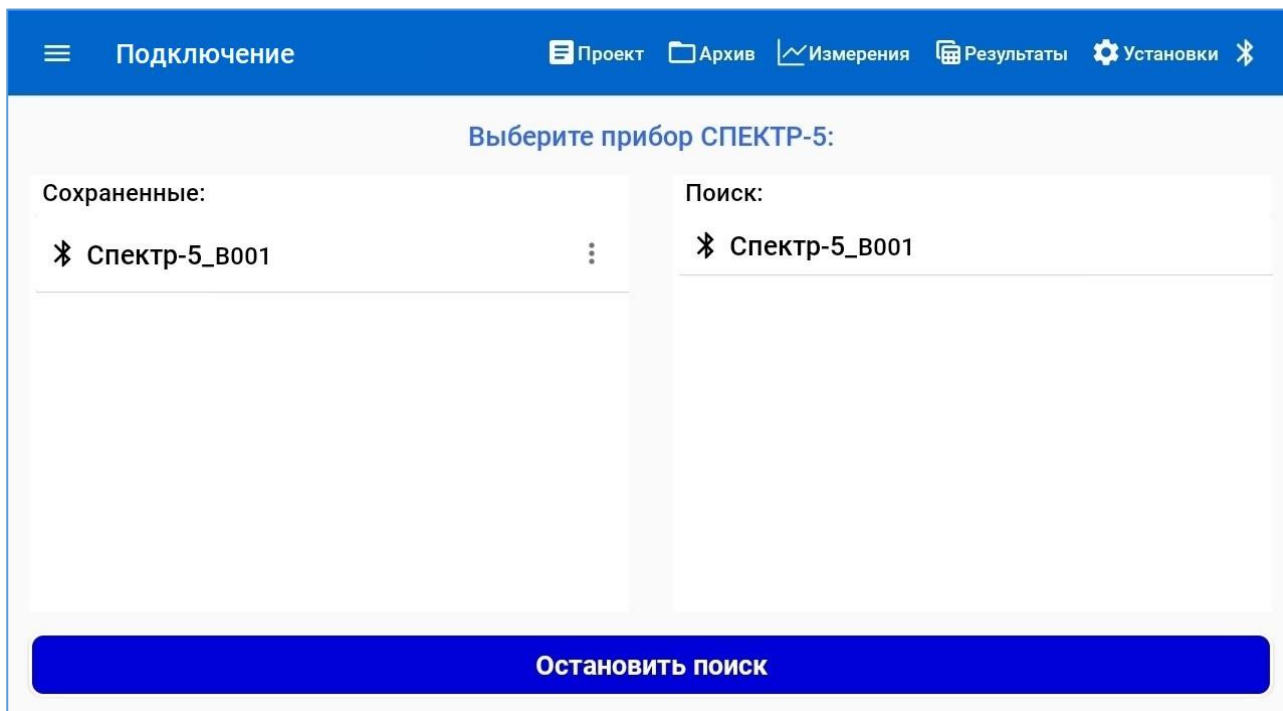 Подключение Проект Архив Измерения Результаты Установки
Выберите прибор СПЕКТР-5:
Сохраненные:
Спектр-5_B001
Поиск:
Спектр-5_B001
Остановить поиск